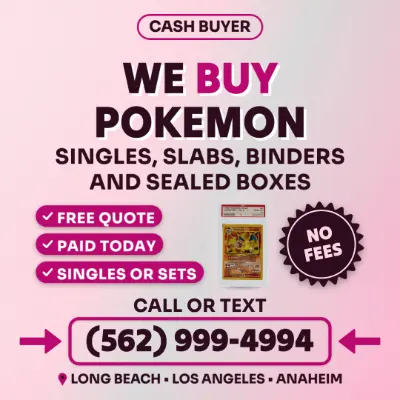 CASH BUYER
WE BUY
POKEMON
SINGLES, SLABS, BINDERS
AND SEALED BOXES
FREE QUOTE
PAID TODAY
SINGLES OR SETS
NO
FEES
CALL OR TEXT
(562) 999-4994
LONG BEACH • LOS ANGELES • ANAHEIM